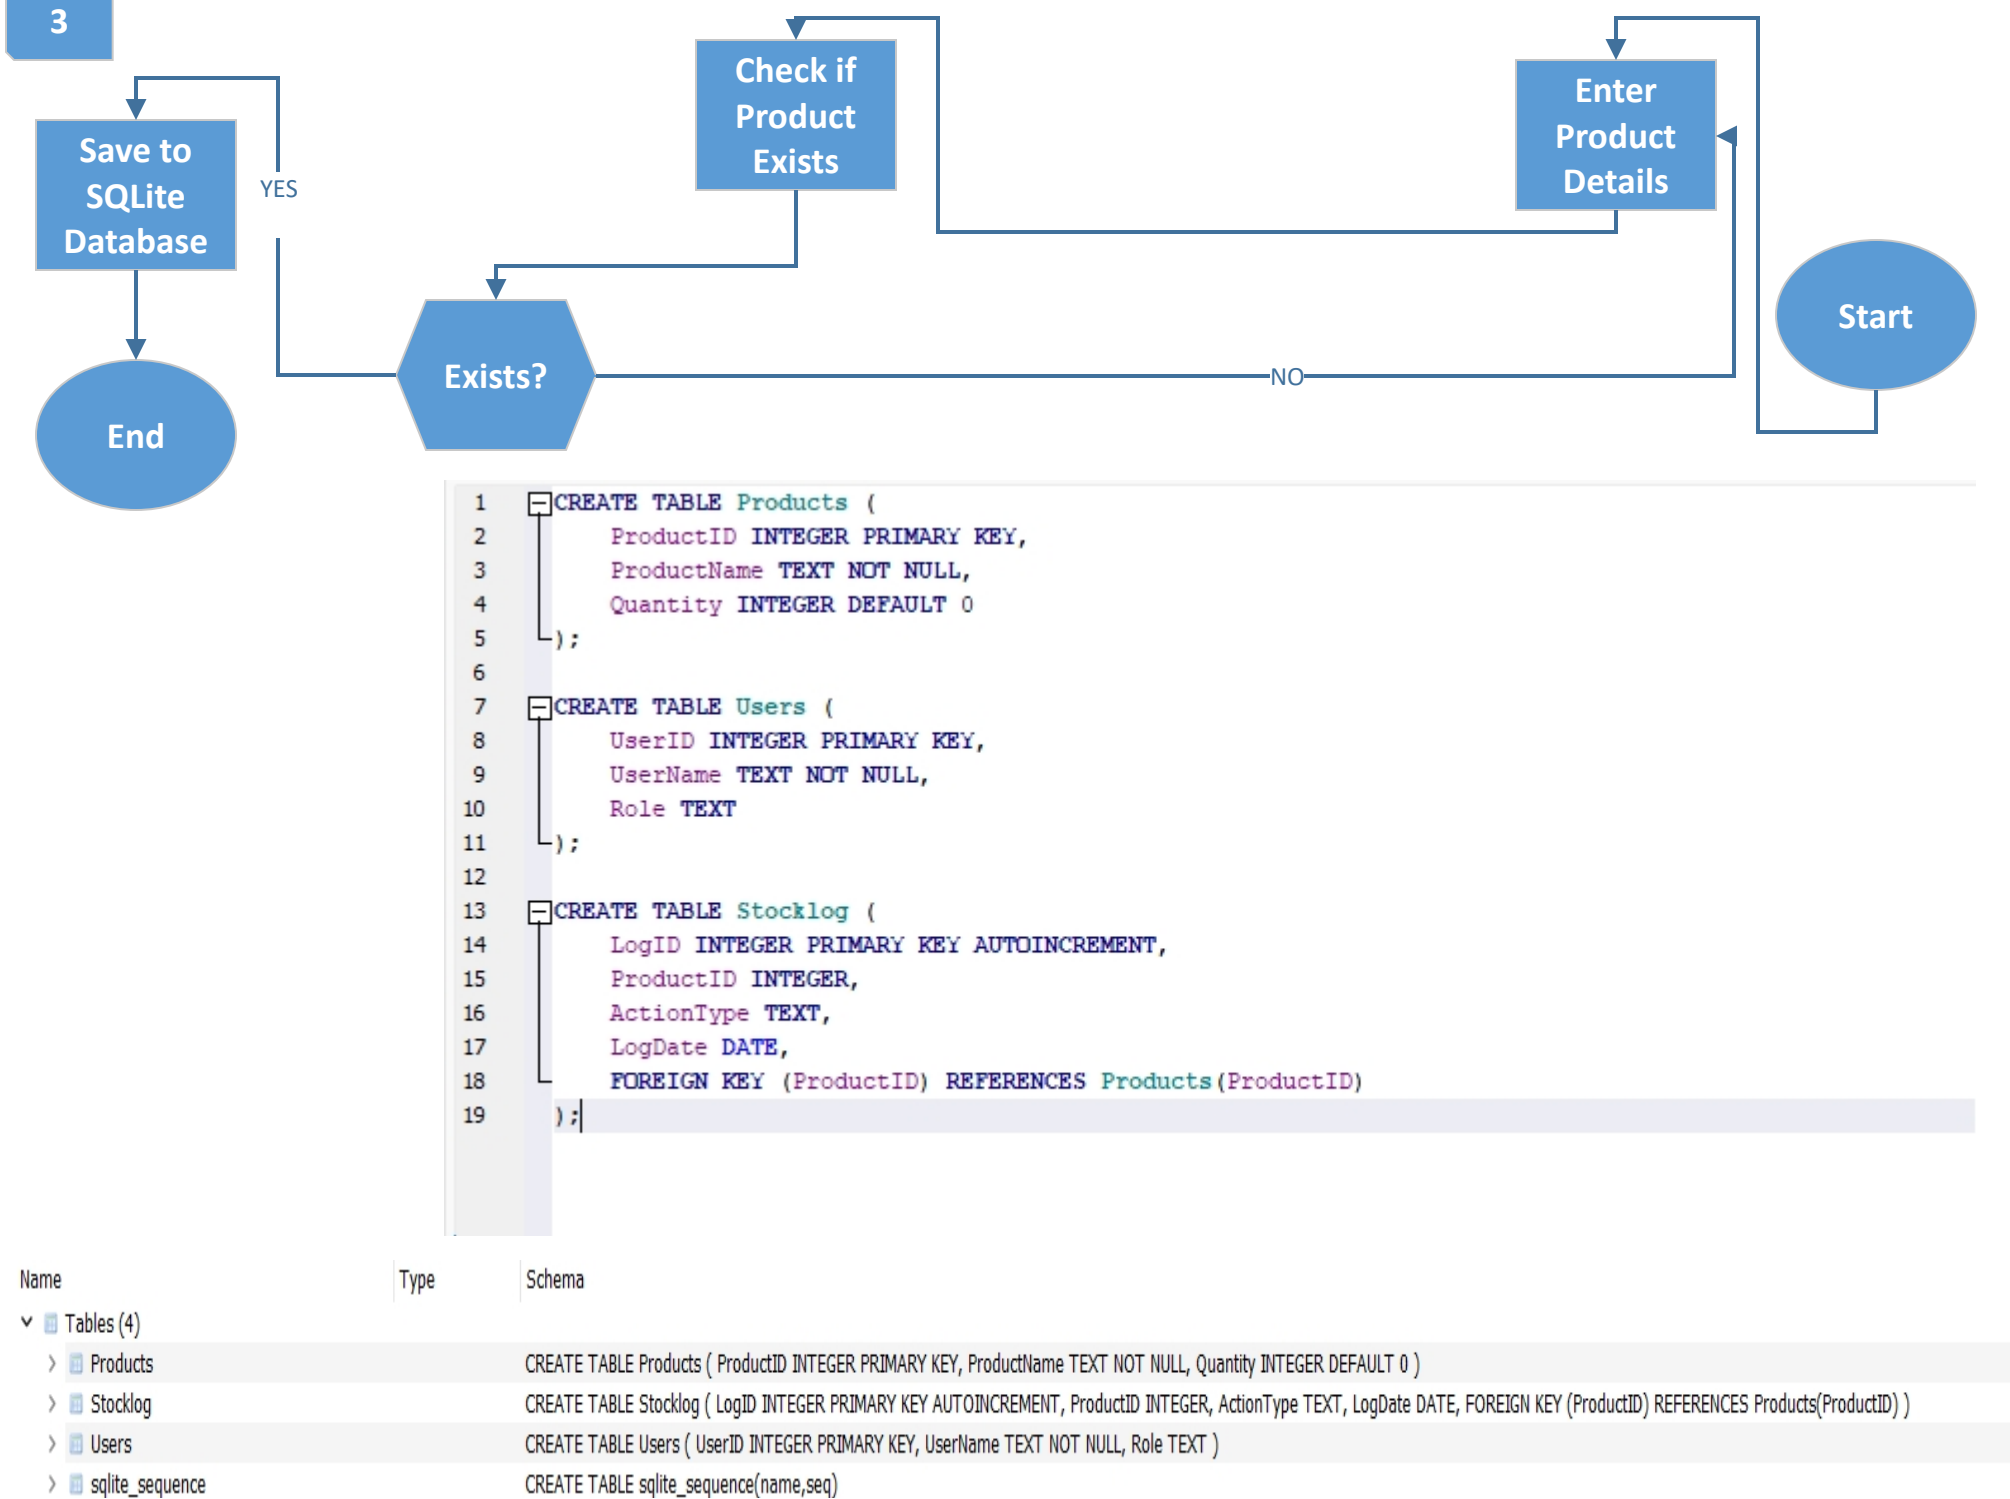 3
Check if
Product
Exists
Enter
Product
Details
Save to
SQLite
Database
YES
Start
Exists?
NO
End
1 CREATE TABLE Products (
2 ProductID INTEGER PRIMARY KEY,
3 ProductName TEXT NOT NULL,
4 Quantity INTEGER DEFAULT 0
5 );
6
7 CREATE TABLE Users (
8 UserID INTEGER PRIMARY KEY,
9 UserName TEXT NOT NULL,
10 Role TEXT
11 );
12
13 CREATE TABLE Stocklog (
14 LogID INTEGER PRIMARY KEY AUTOINCREMENT,
15 ProductID INTEGER,
16 ActionType TEXT,
17 LogDate DATE,
18 FOREIGN KEY (ProductID) REFERENCES Products(ProductID)
19 );
Name Type Schema
Tables (4)
Products CREATE TABLE Products ( ProductID INTEGER PRIMARY KEY, ProductName TEXT NOT NULL, Quantity INTEGER DEFAULT 0 )
Stocklog CREATE TABLE Stocklog ( LogID INTEGER PRIMARY KEY AUTOINCREMENT, ProductID INTEGER, ActionType TEXT, LogDate DATE, FOREIGN KEY (ProductID) REFERENCES Products(ProductID) )
Users CREATE TABLE Users ( UserID INTEGER PRIMARY KEY, UserName TEXT NOT NULL, Role TEXT )
sqlite_sequence CREATE TABLE sqlite_sequence(name,seq)